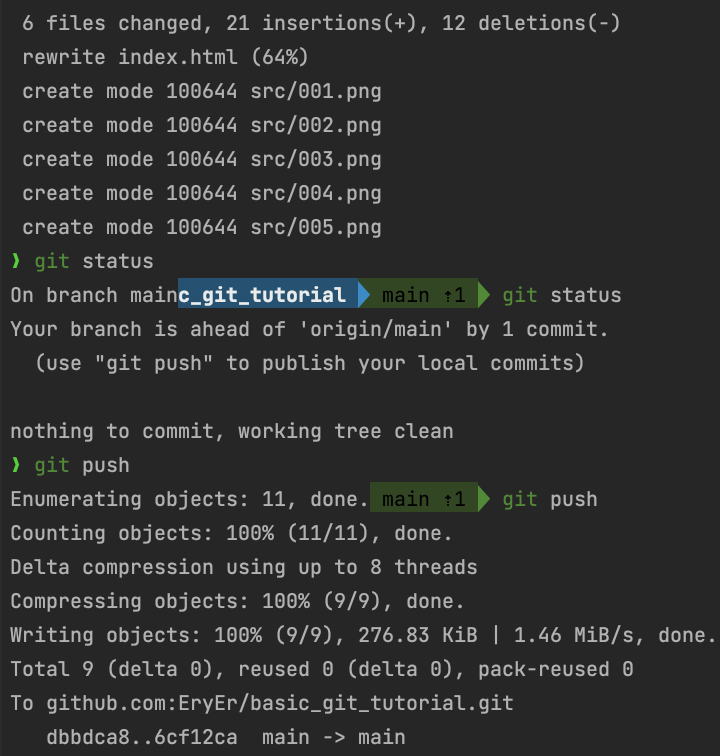 6 files changed, 21 insertions(+), 12 deletions(-)
rewrite index.html (64%)
create mode 100644 src/001.png
create mode 100644 src/002.png
create mode 100644 src/003.png
create mode 100644 src/004.png
create mode 100644 src/005.png
❯ git status
On branch mainc_git_tutorial main ⇡1 git status
Your branch is ahead of 'origin/main' by 1 commit.
(use "git push" to publish your local commits)
nothing to commit, working tree clean
❯ git push
Enumerating objects: 11, done. main ⇡1 git push
Counting objects: 100% (11/11), done.
Delta compression using up to 8 threads
Compressing objects: 100% (9/9), done.
Writing objects: 100% (9/9), 276.83 KiB | 1.46 MiB/s, done.
Total 9 (delta 0), reused 0 (delta 0), pack-reused 0
To github.com:EryEr/basic_git_tutorial.git
dbbdca8..6cf12ca  main -> main